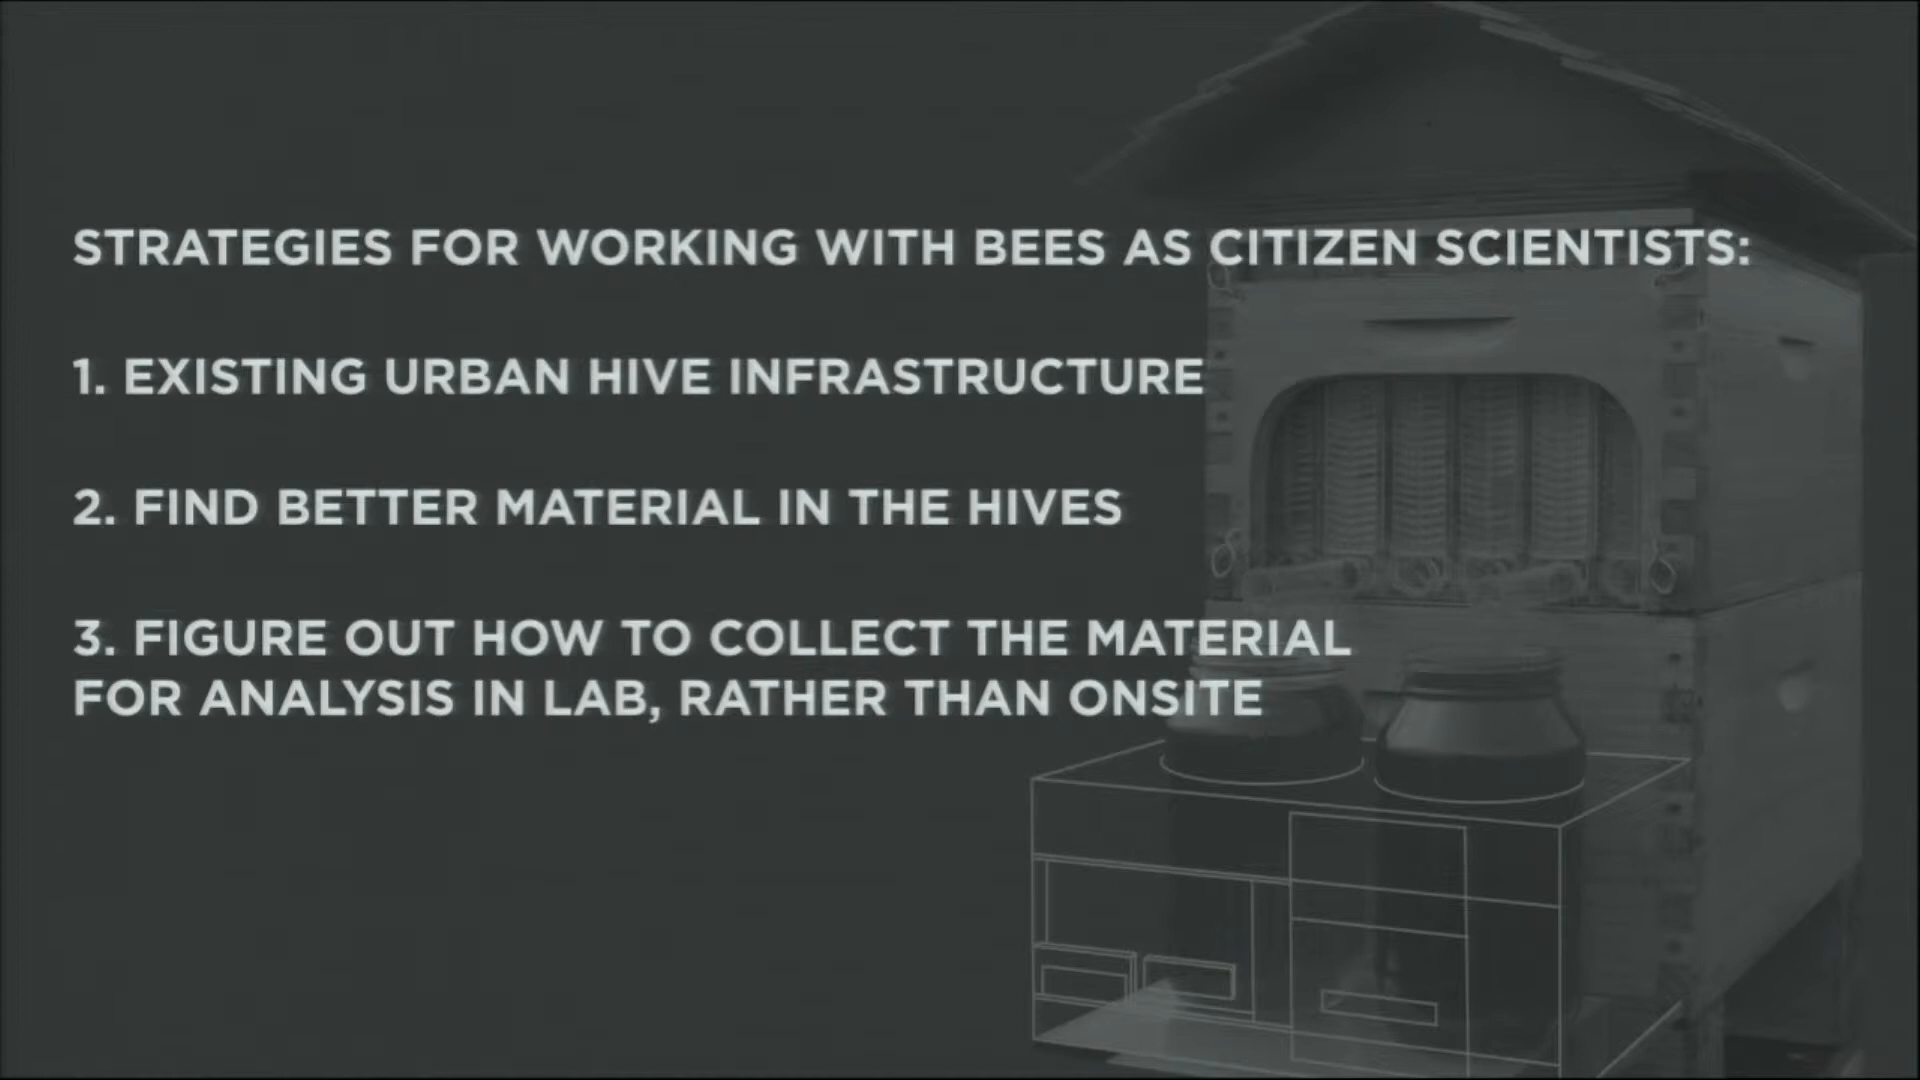 STRATEGIES FOR WORKING WITH BEES AS CITIZEN SCIENTISTS:
1. EXISTING URBAN HIVE INFRASTRUCTURE
2. FIND BETTER MATERIAL IN THE HIVES
3. FIGURE OUT HOW TO COLLECT THE MATERIAL
FOR ANALYSIS IN LAB, RATHER THAN ONSITE